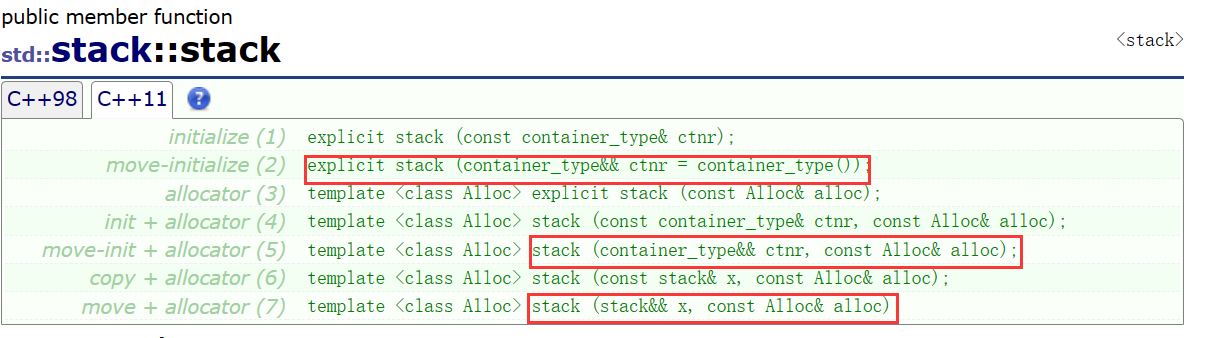 public member function
std::stack::stack
<stack>
C++98 C++11 ?
initialize (1) explicit stack (const container_type& ctnr);
move-initialize (2) explicit stack (container_type&& ctnr = container_type());
allocator (3) template <class Alloc> explicit stack (const Alloc& alloc);
init + allocator (4) template <class Alloc> stack (const container_type& ctnr, const Alloc& alloc);
move-init + allocator (5) template <class Alloc> stack (container_type&& ctnr, const Alloc& alloc);
copy + allocator (6) template <class Alloc> stack (const stack& x, const Alloc& alloc);
move + allocator (7) template <class Alloc> stack (stack&& x, const Alloc& alloc)